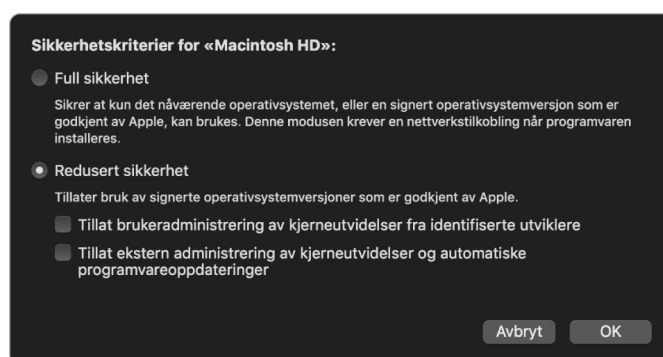 Sikkerhetskriterier for «Macintosh HD»:
Full sikkerhet
Sikrer at kun det nåværende operativsystemet, eller en signert operativsystemversjon som er
godkjent av Apple, kan brukes. Denne modusen krever en nettverkstilkobling når programvaren
installeres.
Redusert sikkerhet
Tillater bruk av signerte operativsystemversjoner som er godkjent av Apple.
Tillat brukeradministrering av kjerneutvidelser fra identifiserte utviklere
Tillat ekstern administrering av kjerneutvidelser og automatiske
programvareoppdateringer
Avbryt OK